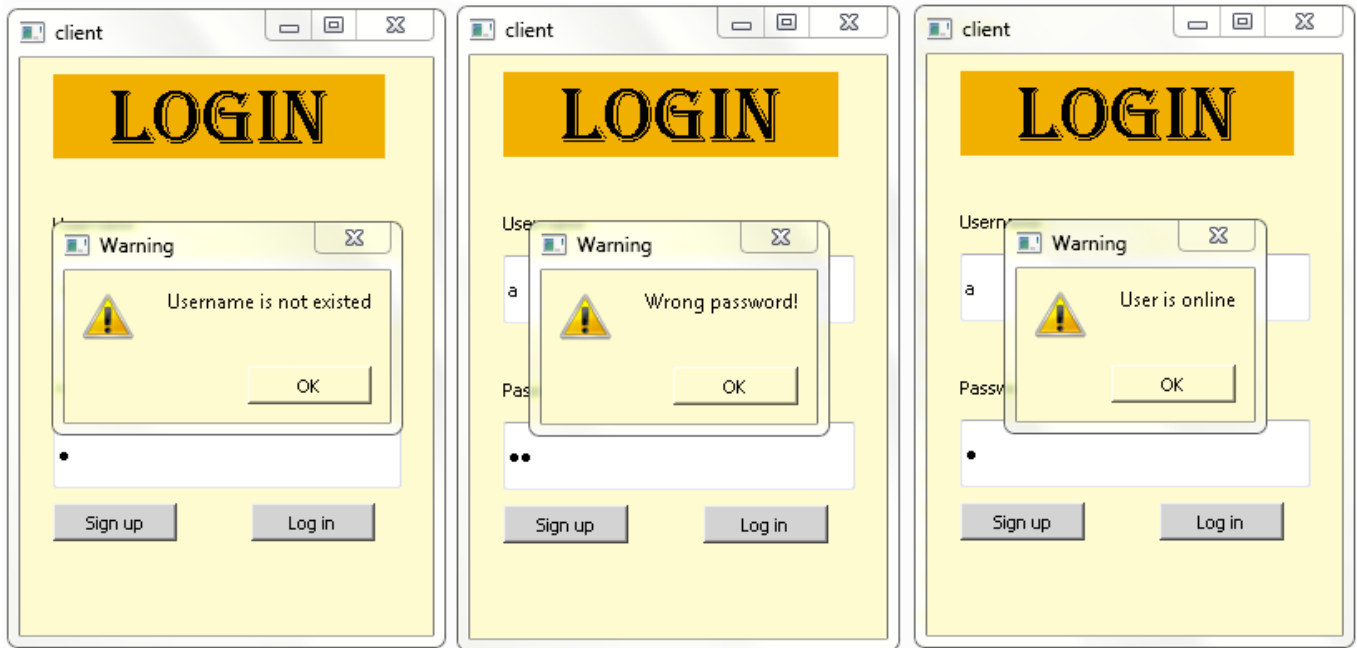 client
LOGIN
Warning
Username is not existed
OK
Sign up
Log in
client
LOGIN
Warning
a
Wrong password!
OK
Sign up
Log in
client
LOGIN
Warning
a
User is online
OK
Sign up
Log in